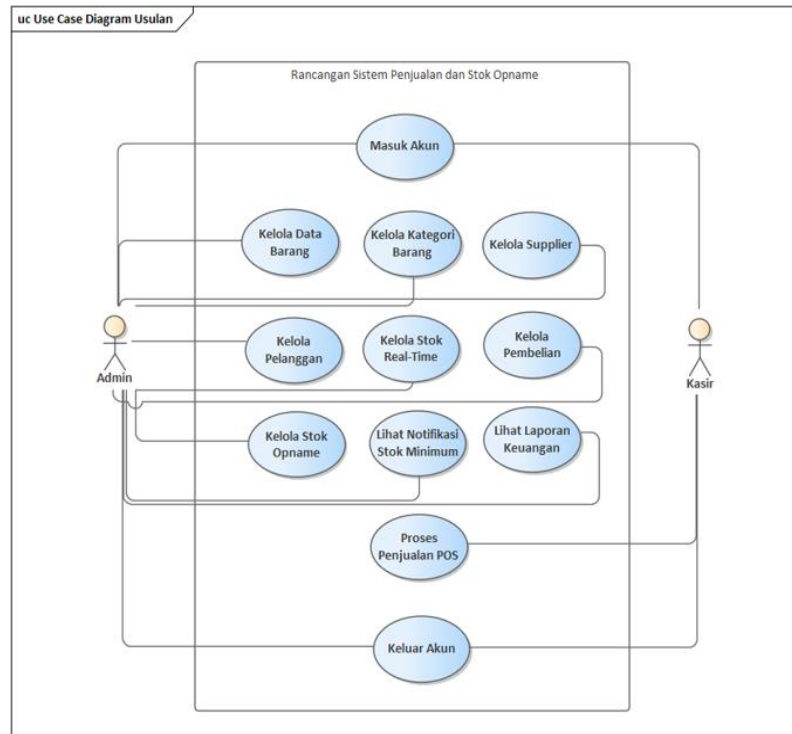 uc Use Case Diagram Usulan
Rancangan Sistem Penjualan dan Stok Opname
Masuk Akun
Kelola Data
Barang
Kelola Kategori
Barang
Kelola Supplier
Admin
Kelola
Pelanggan
Kelola Stok
Real-Time
Kelola
Pembelian
Kasir
Kelola Stok
Opname
Lihat Notifikasi
Stok Minimum
Lihat Laporan
Keuangan
Proses
Penjualan POS
Keluar Akun